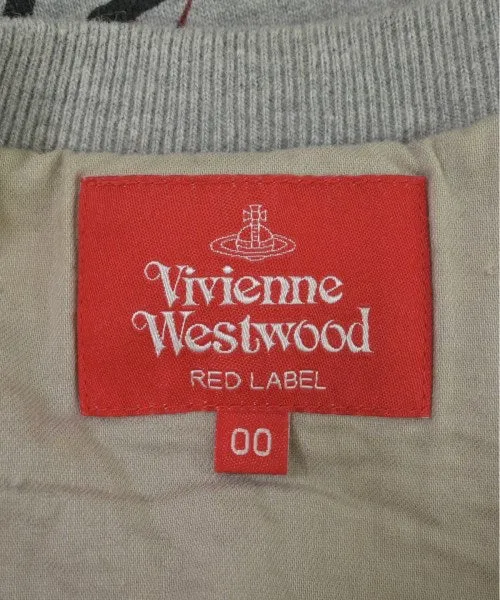 Vivienne
Westwood
RED LABEL
00